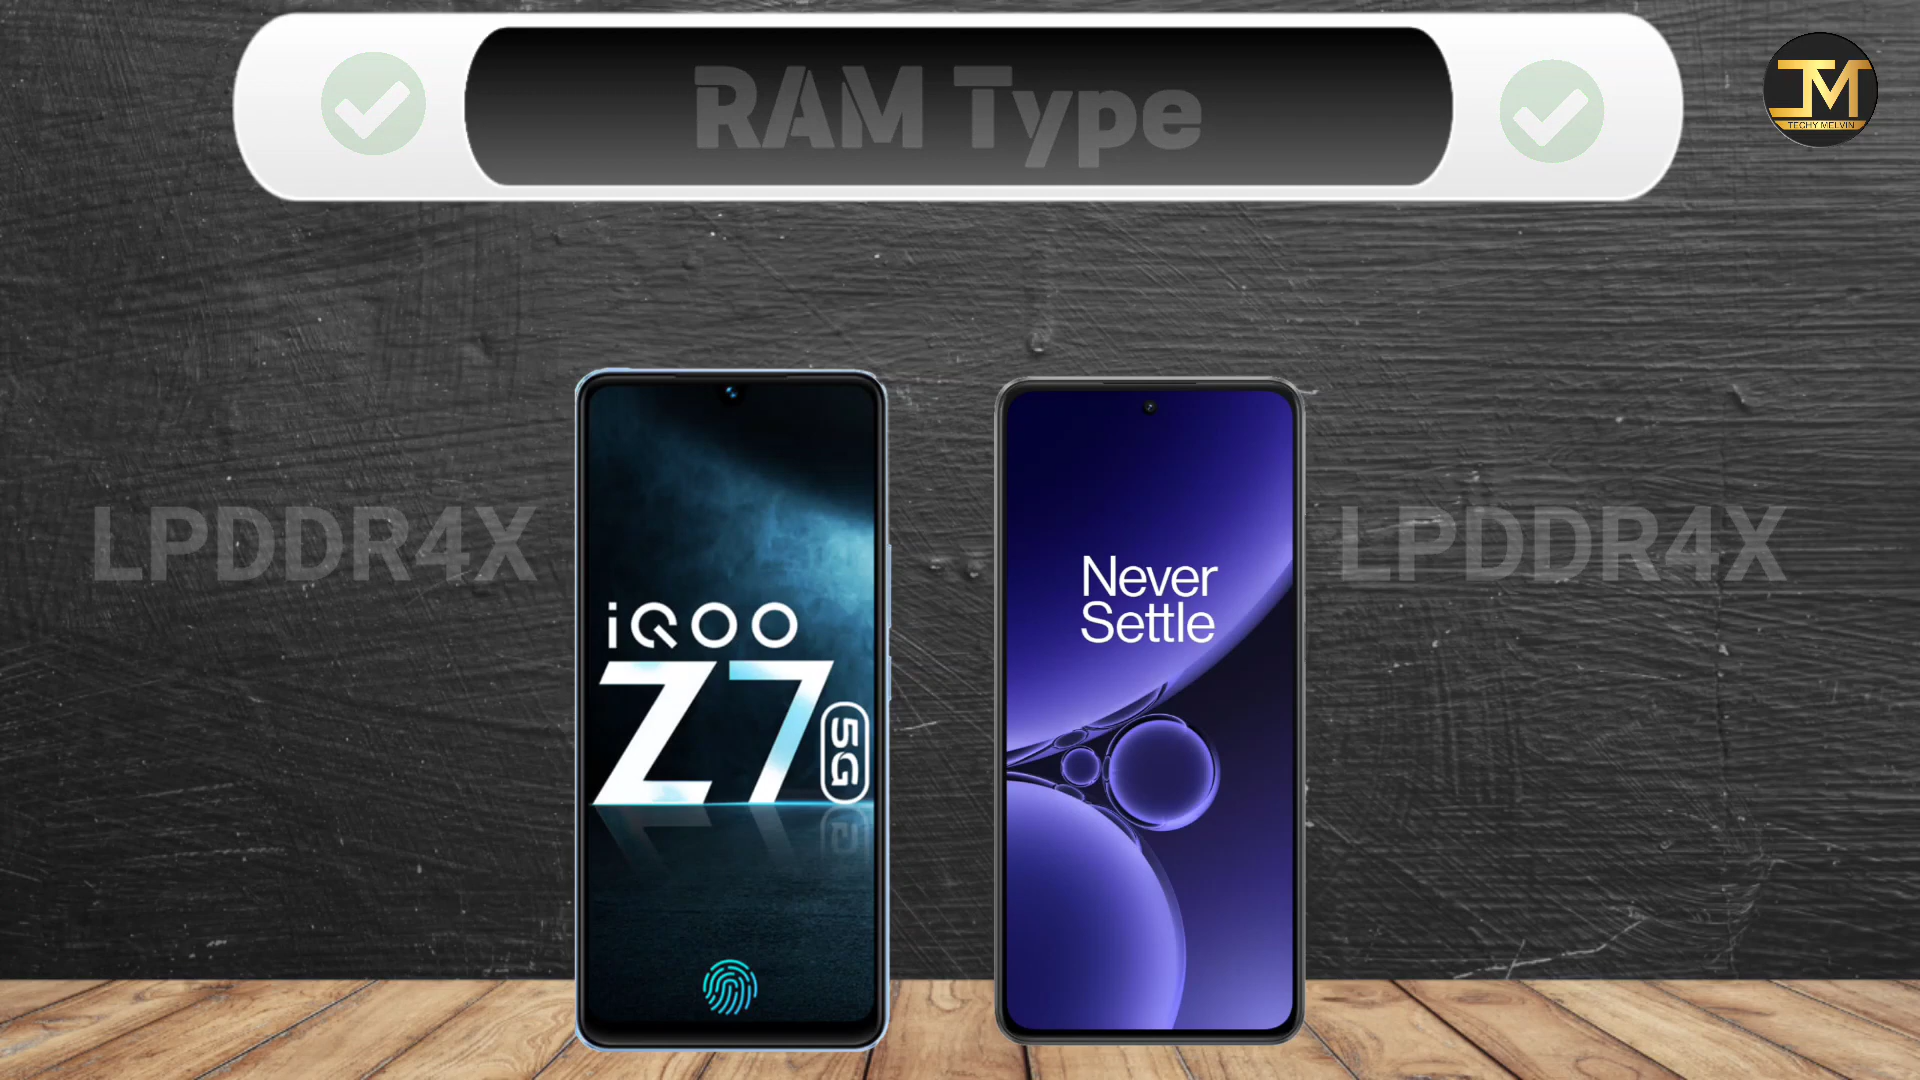 RAM Type
TECHY MELVIN
LPDDR4X
iQOO
Z7
5G
Never
Settle
LPDDR4X